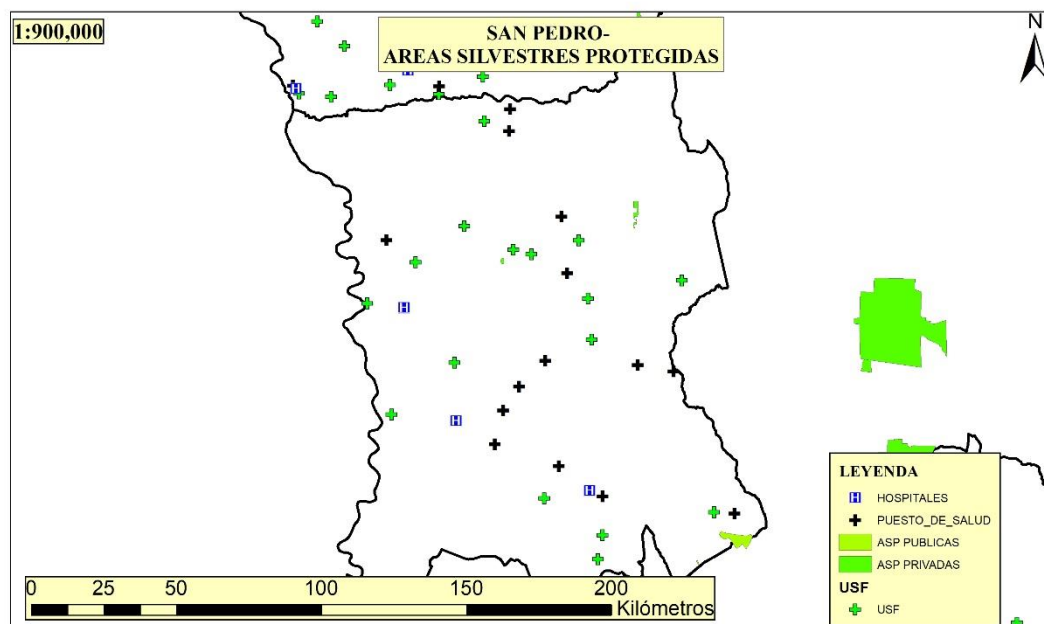 1:900,000
SAN PEDRO-
AREAS SILVESTRES PROTEGIDAS
N
H
H
H
H
H
LEYENDA
H HOSPITALES
PUESTO_DE_SALUD
ASP PUBLICAS
ASP PRIVADAS
USF
USF
0 25 50 100 150 200
Kilómetros